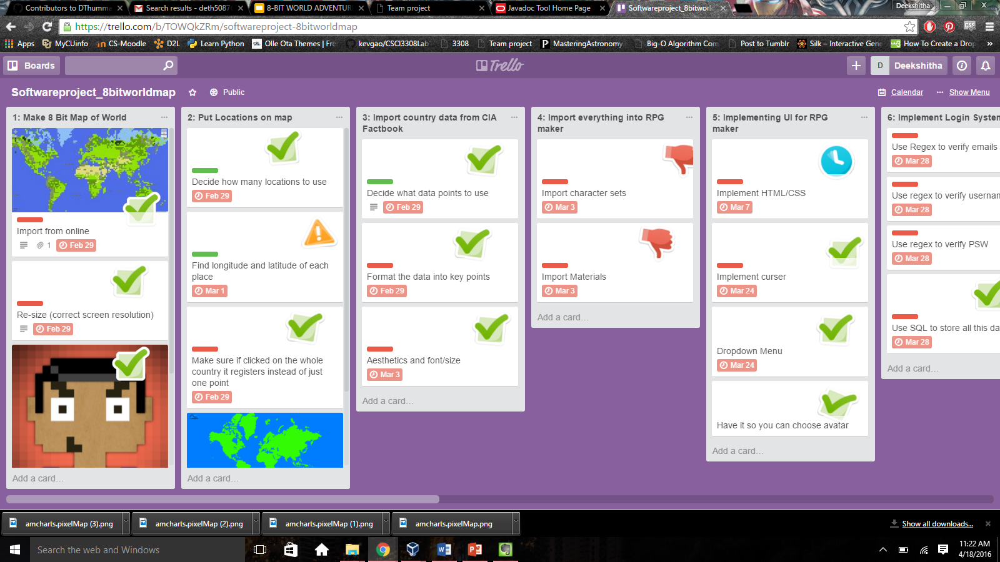 Contributors to DThumma
Search results - deth5087
8-BIT WORLD ADVENTUR
Team project
Javadoc Tool Home Page
Softwareproject_8bitworl
Deekshitha
https://trello.com/b/TOWQkZRm/softwareproject-8bitworldmap
Apps
MyCUinfo
CS-Moodle
D2L
Learn Python
Olle Ota Themes | Fre
kevgao/CSCI3308Lab
3308
Team project
MasteringAstronomy
Big-O Algorithm Com
Post to Tumblr
Silk – Interactive Gene
How To Create a Drop
»
Boards
Trello
D
Deekshitha
Softwareproject_8bitworldmap
Public
Calendar
Show Menu
1: Make 8 Bit Map of World
Import from online
1
Feb 29
Re-size (correct screen resolution)
Feb 29
Add a card...
2: Put Locations on map
Decide how many locations to use
Feb 29
Find longitude and latitude of each
place
Mar 1
Make sure if clicked on the whole
country it registers instead of just
one point
Feb 29
Add a card...
3: Import country data from CIA
Factbook
Decide what data points to use
Feb 29
Format the data into key points
Feb 29
Aesthetics and font/size
Mar 3
Add a card...
4: Import everything into RPG
maker
Import character sets
Mar 3
Import Materials
Mar 3
Add a card...
5: Implementing UI for RPG
maker
Implement HTML/CSS
Mar 7
Implement curser
Mar 24
Dropdown Menu
Mar 24
Have it so you can choose avatar
Add a card...
6: Implement Login System
Use Regex to verify emails
Mar 28
Use regex to verify usernam
Mar 28
Use regex to verify PSW
Mar 28
Use SQL to store all this da
Mar 28
Add a card...
amcharts.pixelMap (3).png
amcharts.pixelMap (2).png
amcharts.pixelMap (1).png
amcharts.pixelMap.png
Show all downloads...
Search the web and Windows
11:22 AM
4/18/2016